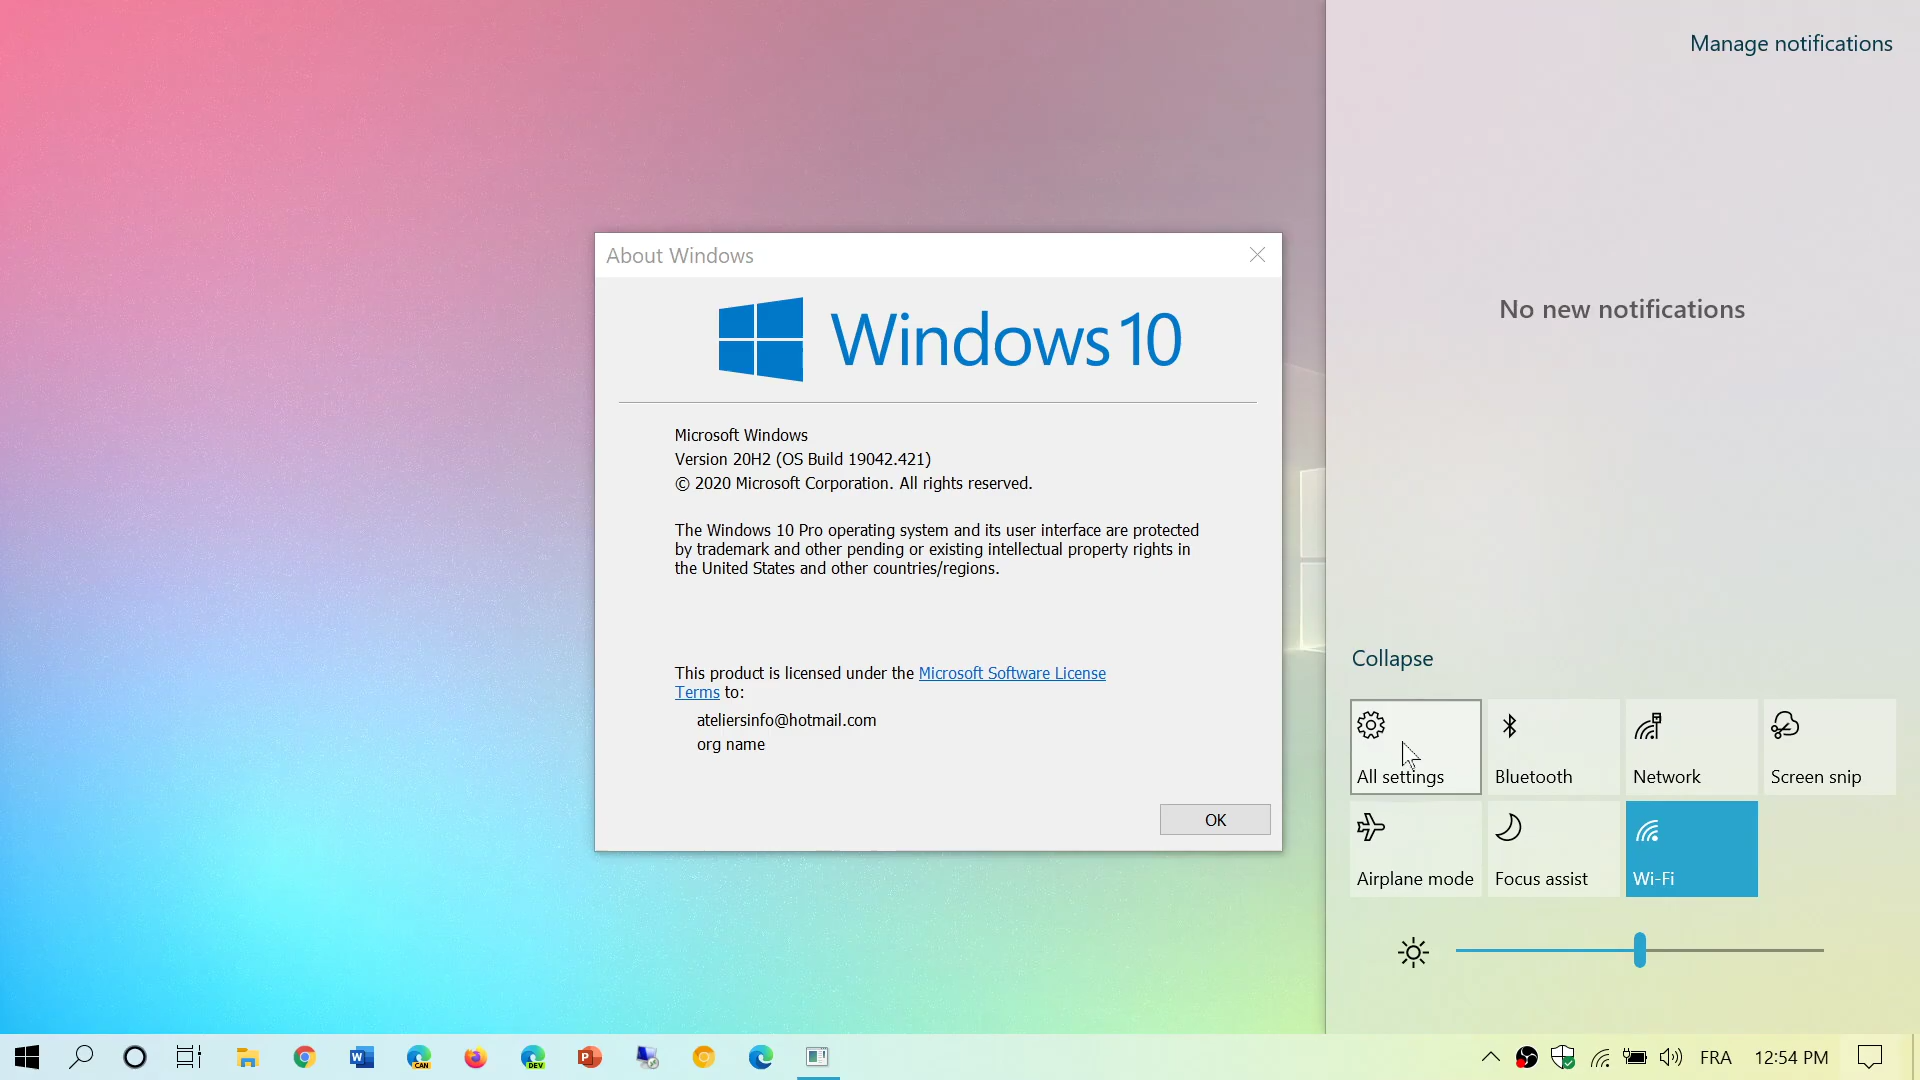 Manage notifications
No new notifications
About Windows
Windows 10
Microsoft Windows
Version 20H2 (OS Build 19042.421)
© 2020 Microsoft Corporation. All rights reserved.
The Windows 10 Pro operating system and its user interface are protected
by trademark and other pending or existing intellectual property rights in
the United States and other countries/regions.
This product is licensed under the Microsoft Software License
Terms to:
ateliersinfo@hotmail.com
org name
OK
Collapse
All settings
Bluetooth
Network
Screen snip
Airplane mode
Focus assist
Wi-Fi
W
CAN
DEV
P
FRA
12:54 PM